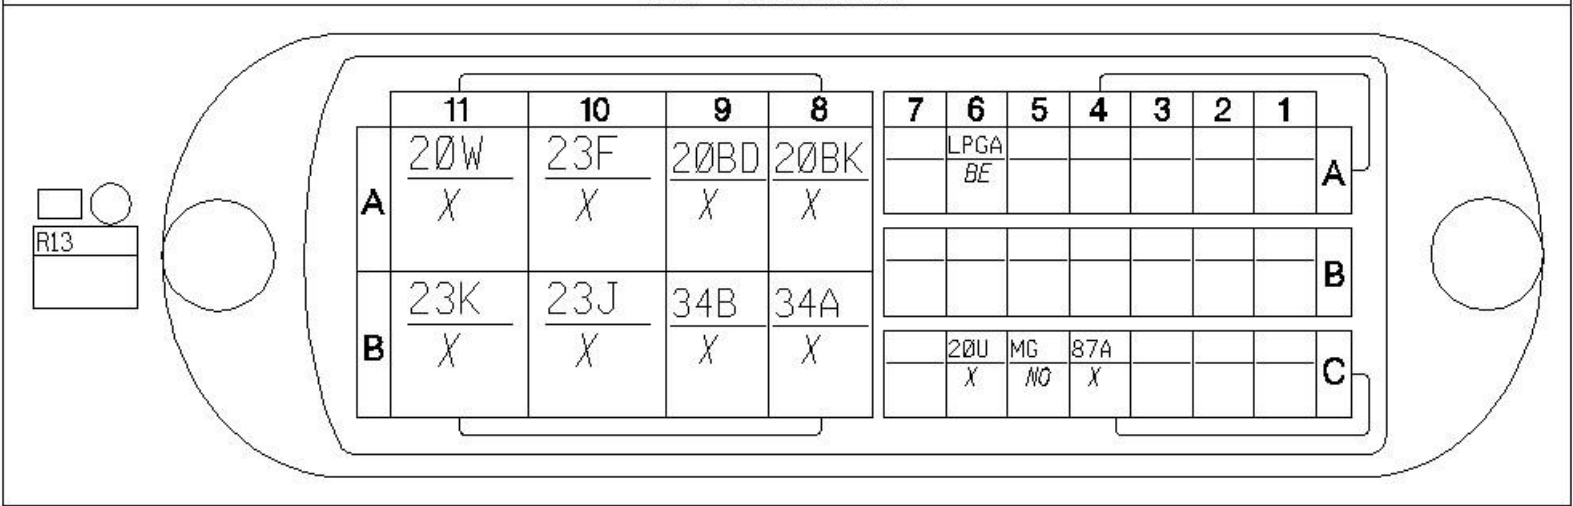 11 10 9 8 7 6 5 4 3 2 1
A 20W 23F 20BD 20BK LPGA A
X X X X BE
B
R13
B 23K 23J 34B 34A 20U MG 87A C
X X X X X NO X